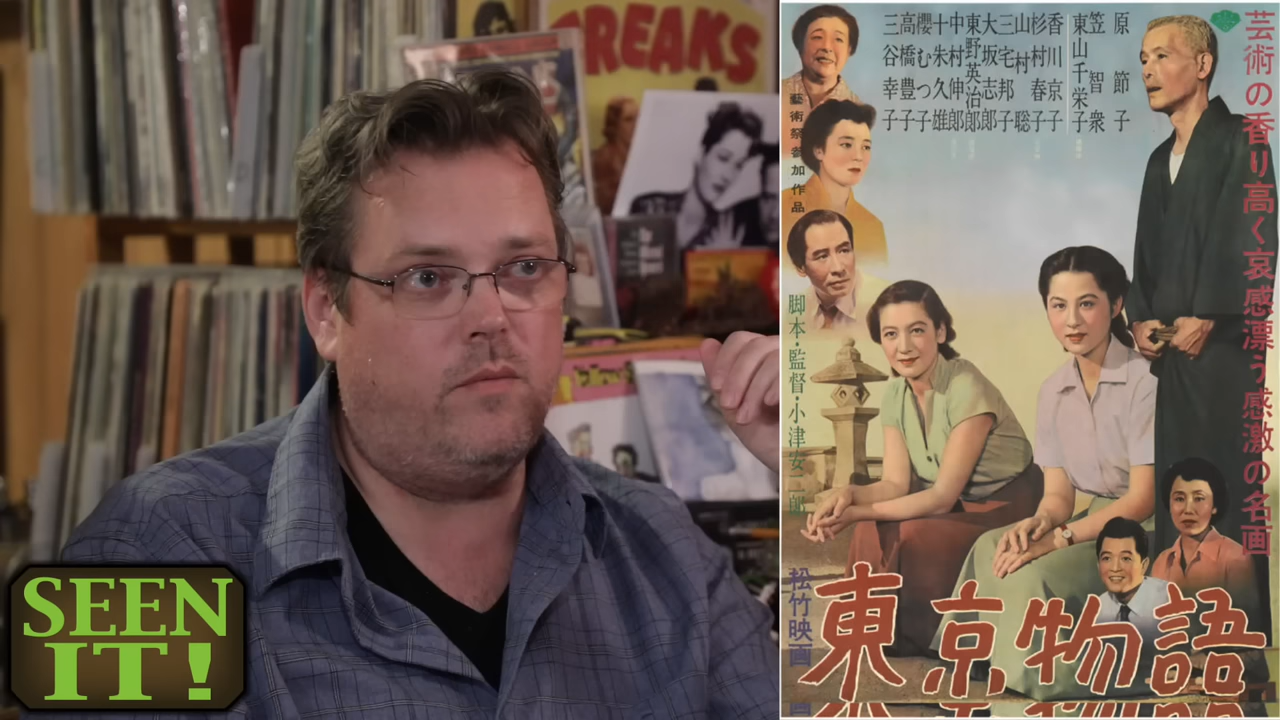 SEEN
IT!
FREAKS
芸術の香り高く哀感漂う感激の名画
原節子
笠智衆
東山千栄子
香川京子
杉村春子
山村聡
三宅邦子
大坂志郎
東野英治郎
中村伸郎
十朱久雄
櫻むつ子
高橋豊子
三谷幸子
藝術祭参加作品
脚本・監督・小津安二郎
松竹映画
東京物語